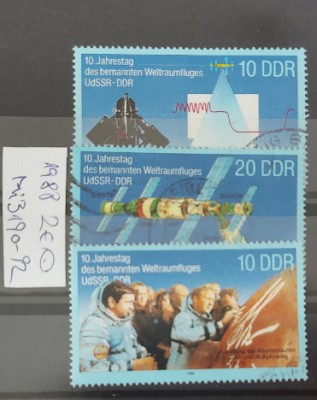 10. Jahrestag
des bemannten Weltraumfluges
UdSSR-DDR
10 DDR
10. Jahrestag
des bemannten Weltraumfluges
UdSSR-DDR
20 DDR
10. Jahrestag
des bemannten Weltraumfluges
UdSSR-DDR
10 DDR
1988 2€
Mi 3190-92